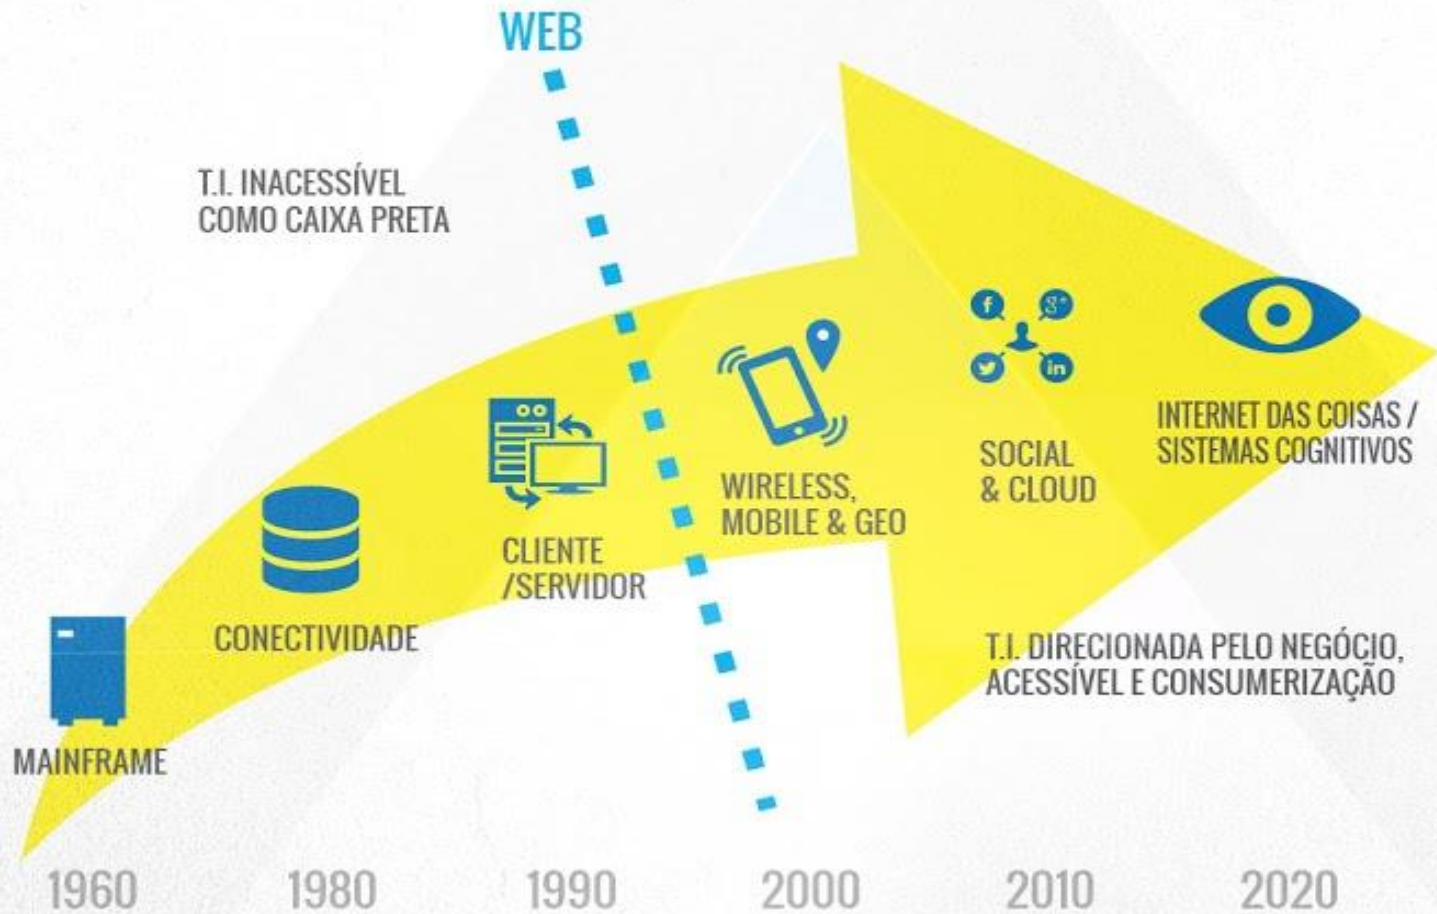 WEB
T.I. INACESSÍVEL
COMO CAIXA PRETA
MAINFRAME
CONECTIVIDADE
CLIENTE
/SERVIDOR
WIRELESS,
MOBILE & GEO
f
g+
in
SOCIAL
& CLOUD
INTERNET DAS COISAS /
SISTEMAS COGNITIVOS
T.I. DIRECIONADA PELO NEGÓCIO,
ACESSÍVEL E CONSUMERIZAÇÃO
1960 1980 1990 2000 2010 2020